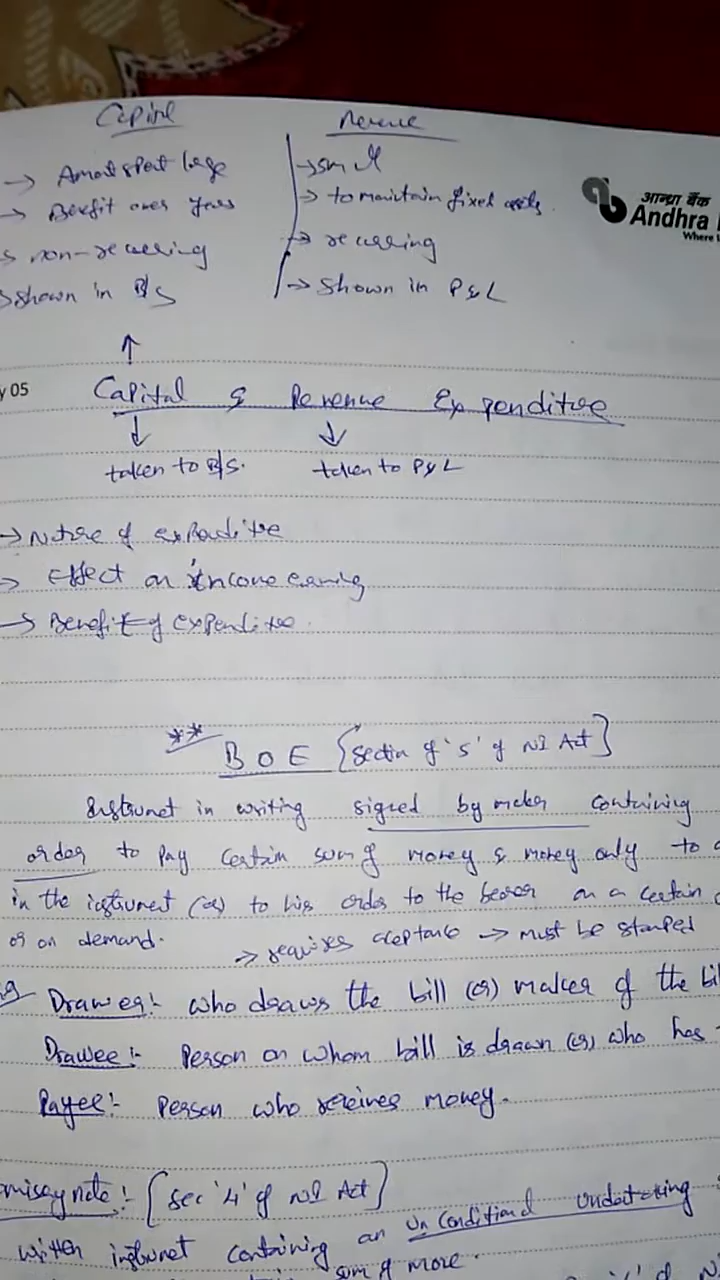 Capital
Revenue
→ Amount spent large
→ small
→ Benefit over years
→ to maintain fixed assets.
आन्ध्रा बैंक
Andhra
Where
→ non-recurring
→ recurring
→ shown in B/S
→ Shown in P&L
↑
y 05
Capital & Revenue Expenditure
↓ ↓
taken to B/S.
taken to P&L
→ Nature of expenditure
→ Effect on income earning
→ Benefit of expenditure.
** BOE [section of '5' of NI Act]
Instrument in writing signed by maker containing
order to pay certain sum of money & money only to
in the instrument (or) to his order to the bearer on a certain
or on demand.
→ requires acceptance → must be stamped
Drawer:- who draws the bill (or) maker of the bil
Drawee:- Person on whom bill is drawn (or) who has
Payee:- Person who receives money.
omissory note:- [Sec '4' of NI Act]
written instrument containing an unconditional undertaking
sum of money.